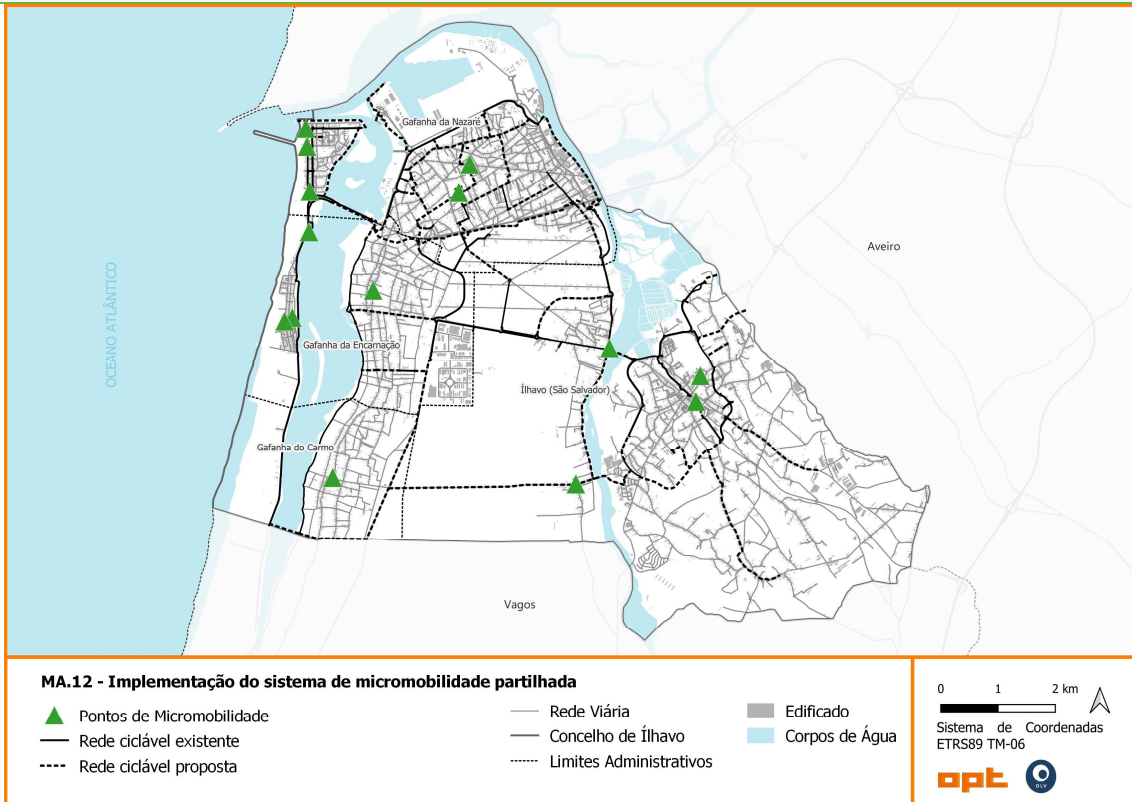 Gafanha da Nazaré
Aveiro
OCEANO ATLÂNTICO
Gafanha da Encarnação
Ílhavo (São Salvador)
Gafanha do Carmo
Vagos
MA.12 - Implementação do sistema de micromobilidade partilhada
Pontos de Micromobilidade
Rede ciclável existente
Rede ciclável proposta
Rede Viária
Concelho de Ílhavo
Limites Administrativos
Edificado
Corpos de Água
0 1 2 km
Sistema de Coordenadas
ETRS89 TM-06
opt
OLV